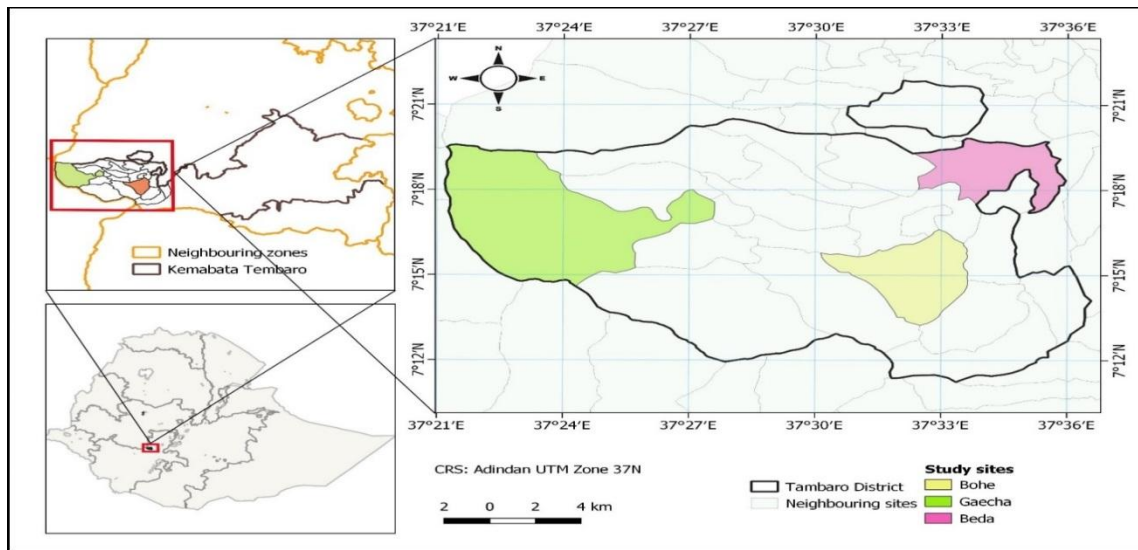 37°21'E 37°24'E 37°27'E 37°30'E 37°33'E 37°36'E
N
W E
S
7°21'N 7°21'N
7°18'N 7°18'N
7°15'N 7°15'N
7°12'N 7°12'N
37°21'E 37°24'E 37°27'E 37°30'E 37°33'E 37°36'E
Neighbouring zones
Kemabata Tembaro
CRS: Adindan UTM Zone 37N
2 0 2 4 km
Tambaro District
Neighbouring sites
Study sites
Bohe
Gaecha
Beda